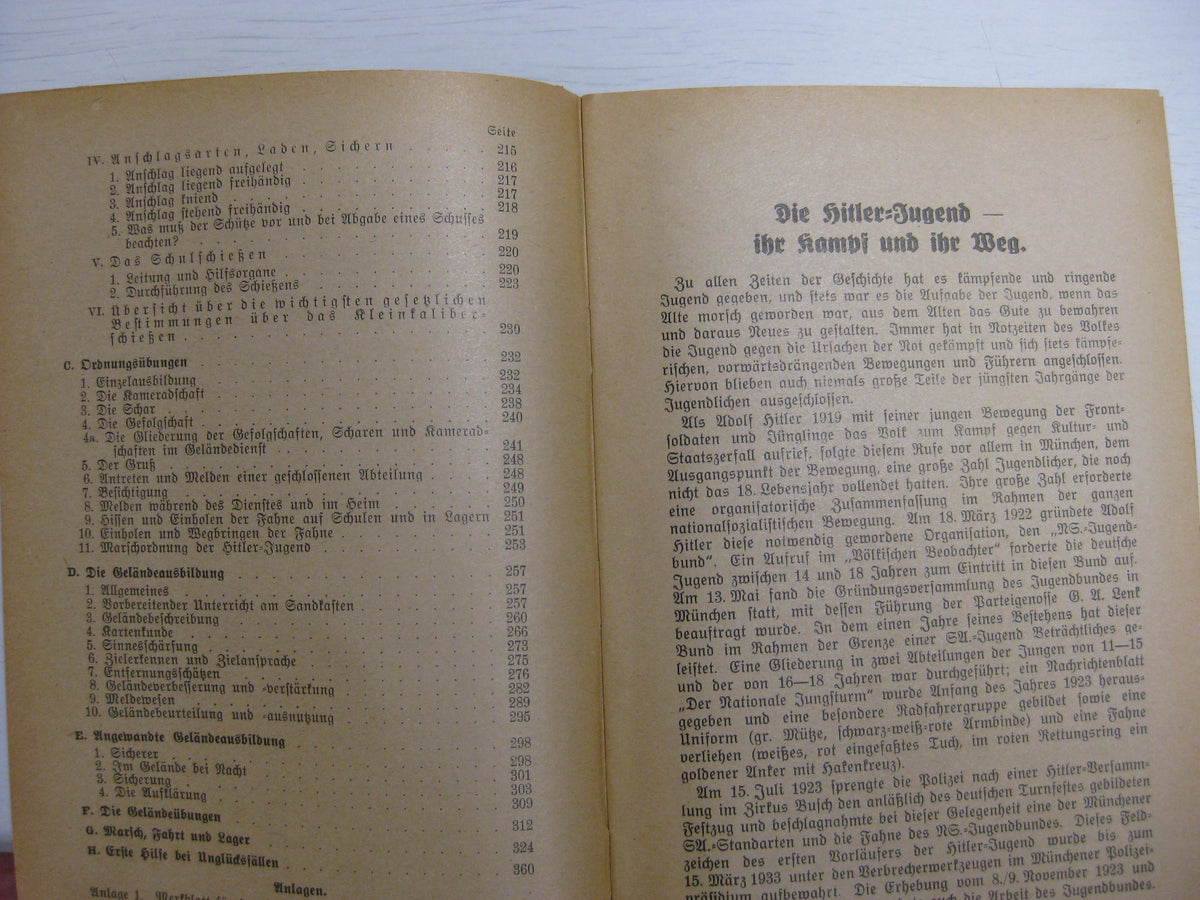 Seite
IV. Anschlagsarten, Laden, Sichern . . . . . . 215
1. Anschlag liegend aufgelegt . . . . . . . . . . 216
2. Anschlag liegend freihändig . . . . . . . . . . 217
3. Anschlag kniend . . . . . . . . . . 217
4. Anschlag stehend freihändig . . . . . . . . . . 218
5. Was muß der Schütze vor und bei Abgabe eines Schusses
beachten? . . . . . . . . . . 219
V. Das Schulschießen . . . . . . . . . . 220
1. Leitung und Hilfsorgane . . . . . . . . . . 220
2. Durchführung des Schießens . . . . . . . . . . 223
VI. Übersicht über die wichtigsten gesetzlichen
Bestimmungen über das Kleinkaliber-
schießen . . . . . . . . . . 230
C. Ordnungsübungen . . . . . . . . . . 232
1. Einzelausbildung . . . . . . . . . . 232
2. Die Kameradschaft . . . . . . . . . . 234
3. Die Schar . . . . . . . . . . 238
4. Die Gefolgschaft . . . . . . . . . . 240
4a. Die Gliederung der Gefolgschaften, Scharen und Kamerad-
schaften im Geländedienst . . . . . . . . . . 241
5. Der Gruß . . . . . . . . . . 248
6. Antreten und Melden einer geschlossenen Abteilung . . . . 248
7. Besichtigung . . . . . . . . . . 249
8. Melden während des Dienstes und im Heim . . . . . . 250
9. Hissen und Einholen der Fahne auf Schulen und in Lagern 251
10. Einholen und Wegbringen der Fahne . . . . . . . . 251
11. Marschordnung der Hitler-Jugend . . . . . . . . 253
D. Die Geländeausbildung . . . . . . . . . . 257
1. Allgemeines . . . . . . . . . . 257
2. Vorbereitender Unterricht am Sandkasten . . . . . . 257
3. Geländebeschreibung . . . . . . . . . . 260
4. Kartenkunde . . . . . . . . . . 266
5. Sinnesschärfung . . . . . . . . . . 273
6. Zielerkennen und Zielansprache . . . . . . . . 275
7. Entfernungsschätzen . . . . . . . . . . 276
8. Geländeverbesserung und -verstärkung . . . . . . 282
9. Meldewesen . . . . . . . . . . 289
10. Geländebeurteilung und -ausnutzung . . . . . . 295
E. Angewandte Geländeausbildung . . . . . . . . 298
1. Sicherer . . . . . . . . . . 298
2. Im Gelände bei Nacht . . . . . . . . . . 301
3. Sicherung . . . . . . . . . . 303
4. Die Aufklärung . . . . . . . . . . 309
F. Die Geländeübungen . . . . . . . . . . 312
G. Marsch, Fahrt und Lager . . . . . . . . . . 324
H. Erste Hilfe bei Unglücksfällen . . . . . . . . 360
Anlagen.
Anlage 1.
Die Hitler-Jugend —
ihr Kampf und ihr Weg.
Zu allen Zeiten der Geschichte hat es kämpfende und ringende
Jugend gegeben, und stets war es die Aufgabe der Jugend, wenn das
Alte morsch geworden war, aus dem Alten das Gute zu bewahren
und daraus Neues zu gestalten. Immer hat in Notzeiten des Volkes
die Jugend gegen die Ursachen der Not gekämpft und sich stets kämpfe-
rischen, vorwärtsdrängenden Bewegungen und Führern angeschlossen.
Hiervon blieben auch niemals große Teile der jüngsten Jahrgänge der
Jugendlichen ausgeschlossen.
Als Adolf Hitler 1919 mit seiner jungen Bewegung der Front-
soldaten und Jünglinge das Volk zum Kampf gegen Kultur- und
Staatszerfall aufrief, folgte diesem Rufe vor allem in München, dem
Ausgangspunkt der Bewegung, eine große Zahl Jugendlicher, die noch
nicht das 18. Lebensjahr vollendet hatten. Ihre große Zahl erforderte
eine organisatorische Zusammenfassung im Rahmen der ganzen
nationalsozialistischen Bewegung. Am 18. März 1922 gründete Adolf
Hitler diese notwendig gewordene Organisation, den „NS.-Jugend-
bund“. Ein Aufruf im „Völkischen Beobachter“ forderte die deutsche
Jugend zwischen 14 und 18 Jahren zum Eintritt in diesen Bund auf.
Am 13. Mai fand die Gründungsversammlung des Jugendbundes in
München statt, mit dessen Führung der Parteigenosse G. A. Lenk
beauftragt wurde. In dem einen Jahre seines Bestehens hat dieser
Bund im Rahmen der Grenze einer SA.-Jugend Beträchtliches ge-
leistet. Eine Gliederung in zwei Abteilungen der Jungen von 11—15
und der von 16—18 Jahren war durchgeführt; ein Nachrichtenblatt
„Der Nationale Jungsturm“ wurde Anfang des Jahres 1923 heraus-
gegeben und eine besondere Radfahrergruppe gebildet sowie eine
Uniform (gr. Mütze, schwarz-weiß-rote Armbinde) und eine Fahne
verliehen (weißes, rot eingefaßtes Tuch, im roten Rettungsring ein
goldener Anker mit Hakenkreuz).
Am 15. Juli 1923 sprengte die Polizei nach einer Hitler-Versamm-
lung im Zirkus Busch den anläßlich des deutschen Turnfestes gebildeten
Festzug und beschlagnahmte bei dieser Gelegenheit eine der Münchener
SA.-Standarten und die Fahne des NS.-Jugendbundes. Dieses Feld-
zeichen des ersten Vorläufers der Hitler-Jugend wurde bis zum
15. März 1933 unter den Verbrecherwerkzeugen im Münchener Polizei-
präsidium aufbewahrt. Die Erhebung vom 8./9. November 1923 und
auch die Arbeit des Jugendbundes.